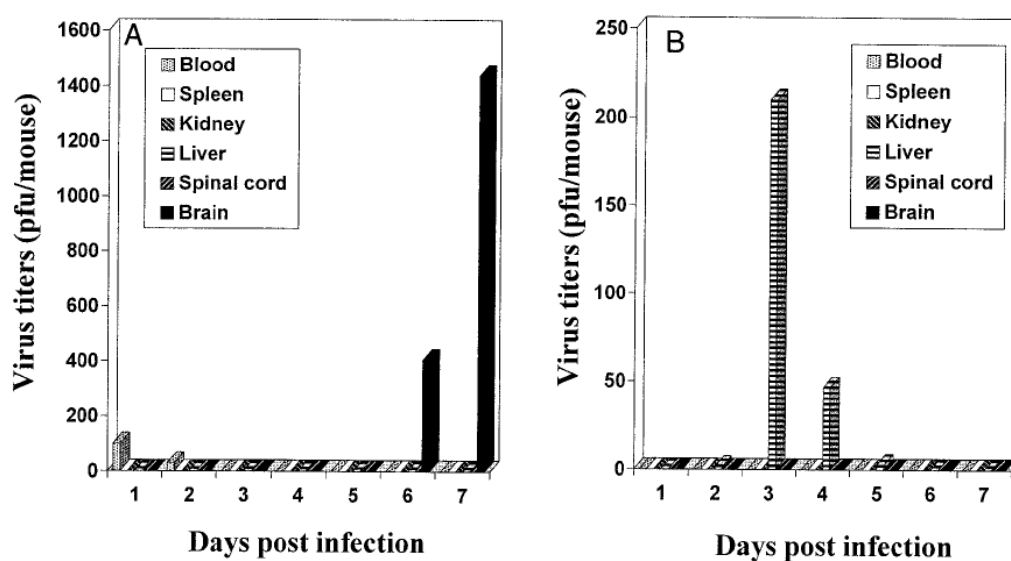 A
Virus titers (pfu/mouse)
1600
1400
1200
1000
800
600
400
200
0
Blood
Spleen
Kidney
Liver
Spinal cord
Brain
1 2 3 4 5 6 7
Days post infection
B
Virus titers (pfu/mouse)
250
200
150
100
50
0
Blood
Spleen
Kidney
Liver
Spinal cord
Brain
1 2 3 4 5 6 7
Days post infection